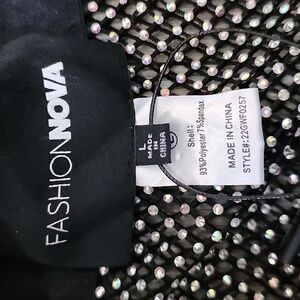 FASHIONNOVA
L
MADE
IN
CHINA
Shell:
93%Polyester 7%Spandex
MADE IN CHINA
STYLE#:22GWF0257